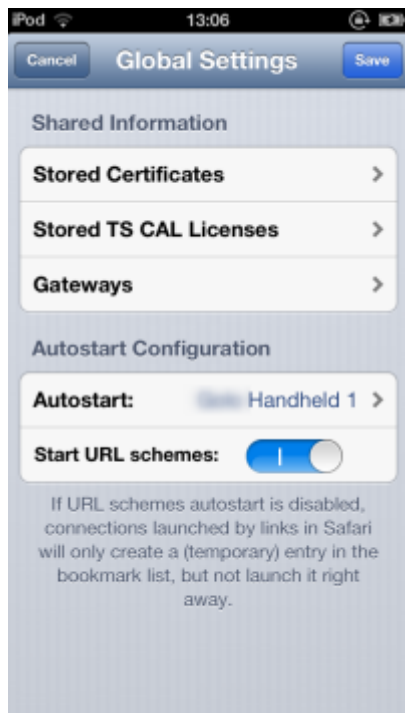 iPod 13:06
Cancel Global Settings Save
Shared Information
Stored Certificates
Stored TS CAL Licenses
Gateways
Autostart Configuration
Autostart: Handheld 1
Start URL schemes:
If URL schemes autostart is disabled,
connections launched by links in Safari
will only create a (temporary) entry in the
bookmark list, but not launch it right
away.